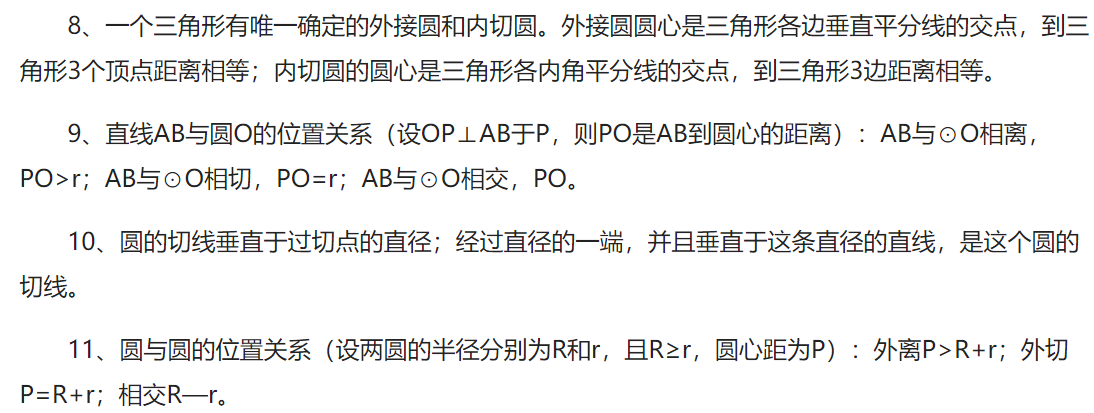 8、一个三角形有唯一确定的外接圆和内切圆。外接圆圆心是三角形各边垂直平分线的交点，到三
角形3个顶点距离相等；内切圆的圆心是三角形各内角平分线的交点，到三角形3边距离相等。
9、直线AB与圆O的位置关系（设OP⊥AB于P，则PO是AB到圆心的距离）：AB与⊙O相离，
PO>r；AB与⊙O相切，PO=r；AB与⊙O相交，PO。
10、圆的切线垂直于过切点的直径；经过直径的一端，并且垂直于这条直径的直线，是这个圆的
切线。
11、圆与圆的位置关系（设两圆的半径分别为R和r，且R≥r，圆心距为P）：外离P>R+r；外切
P=R+r；相交R—r。